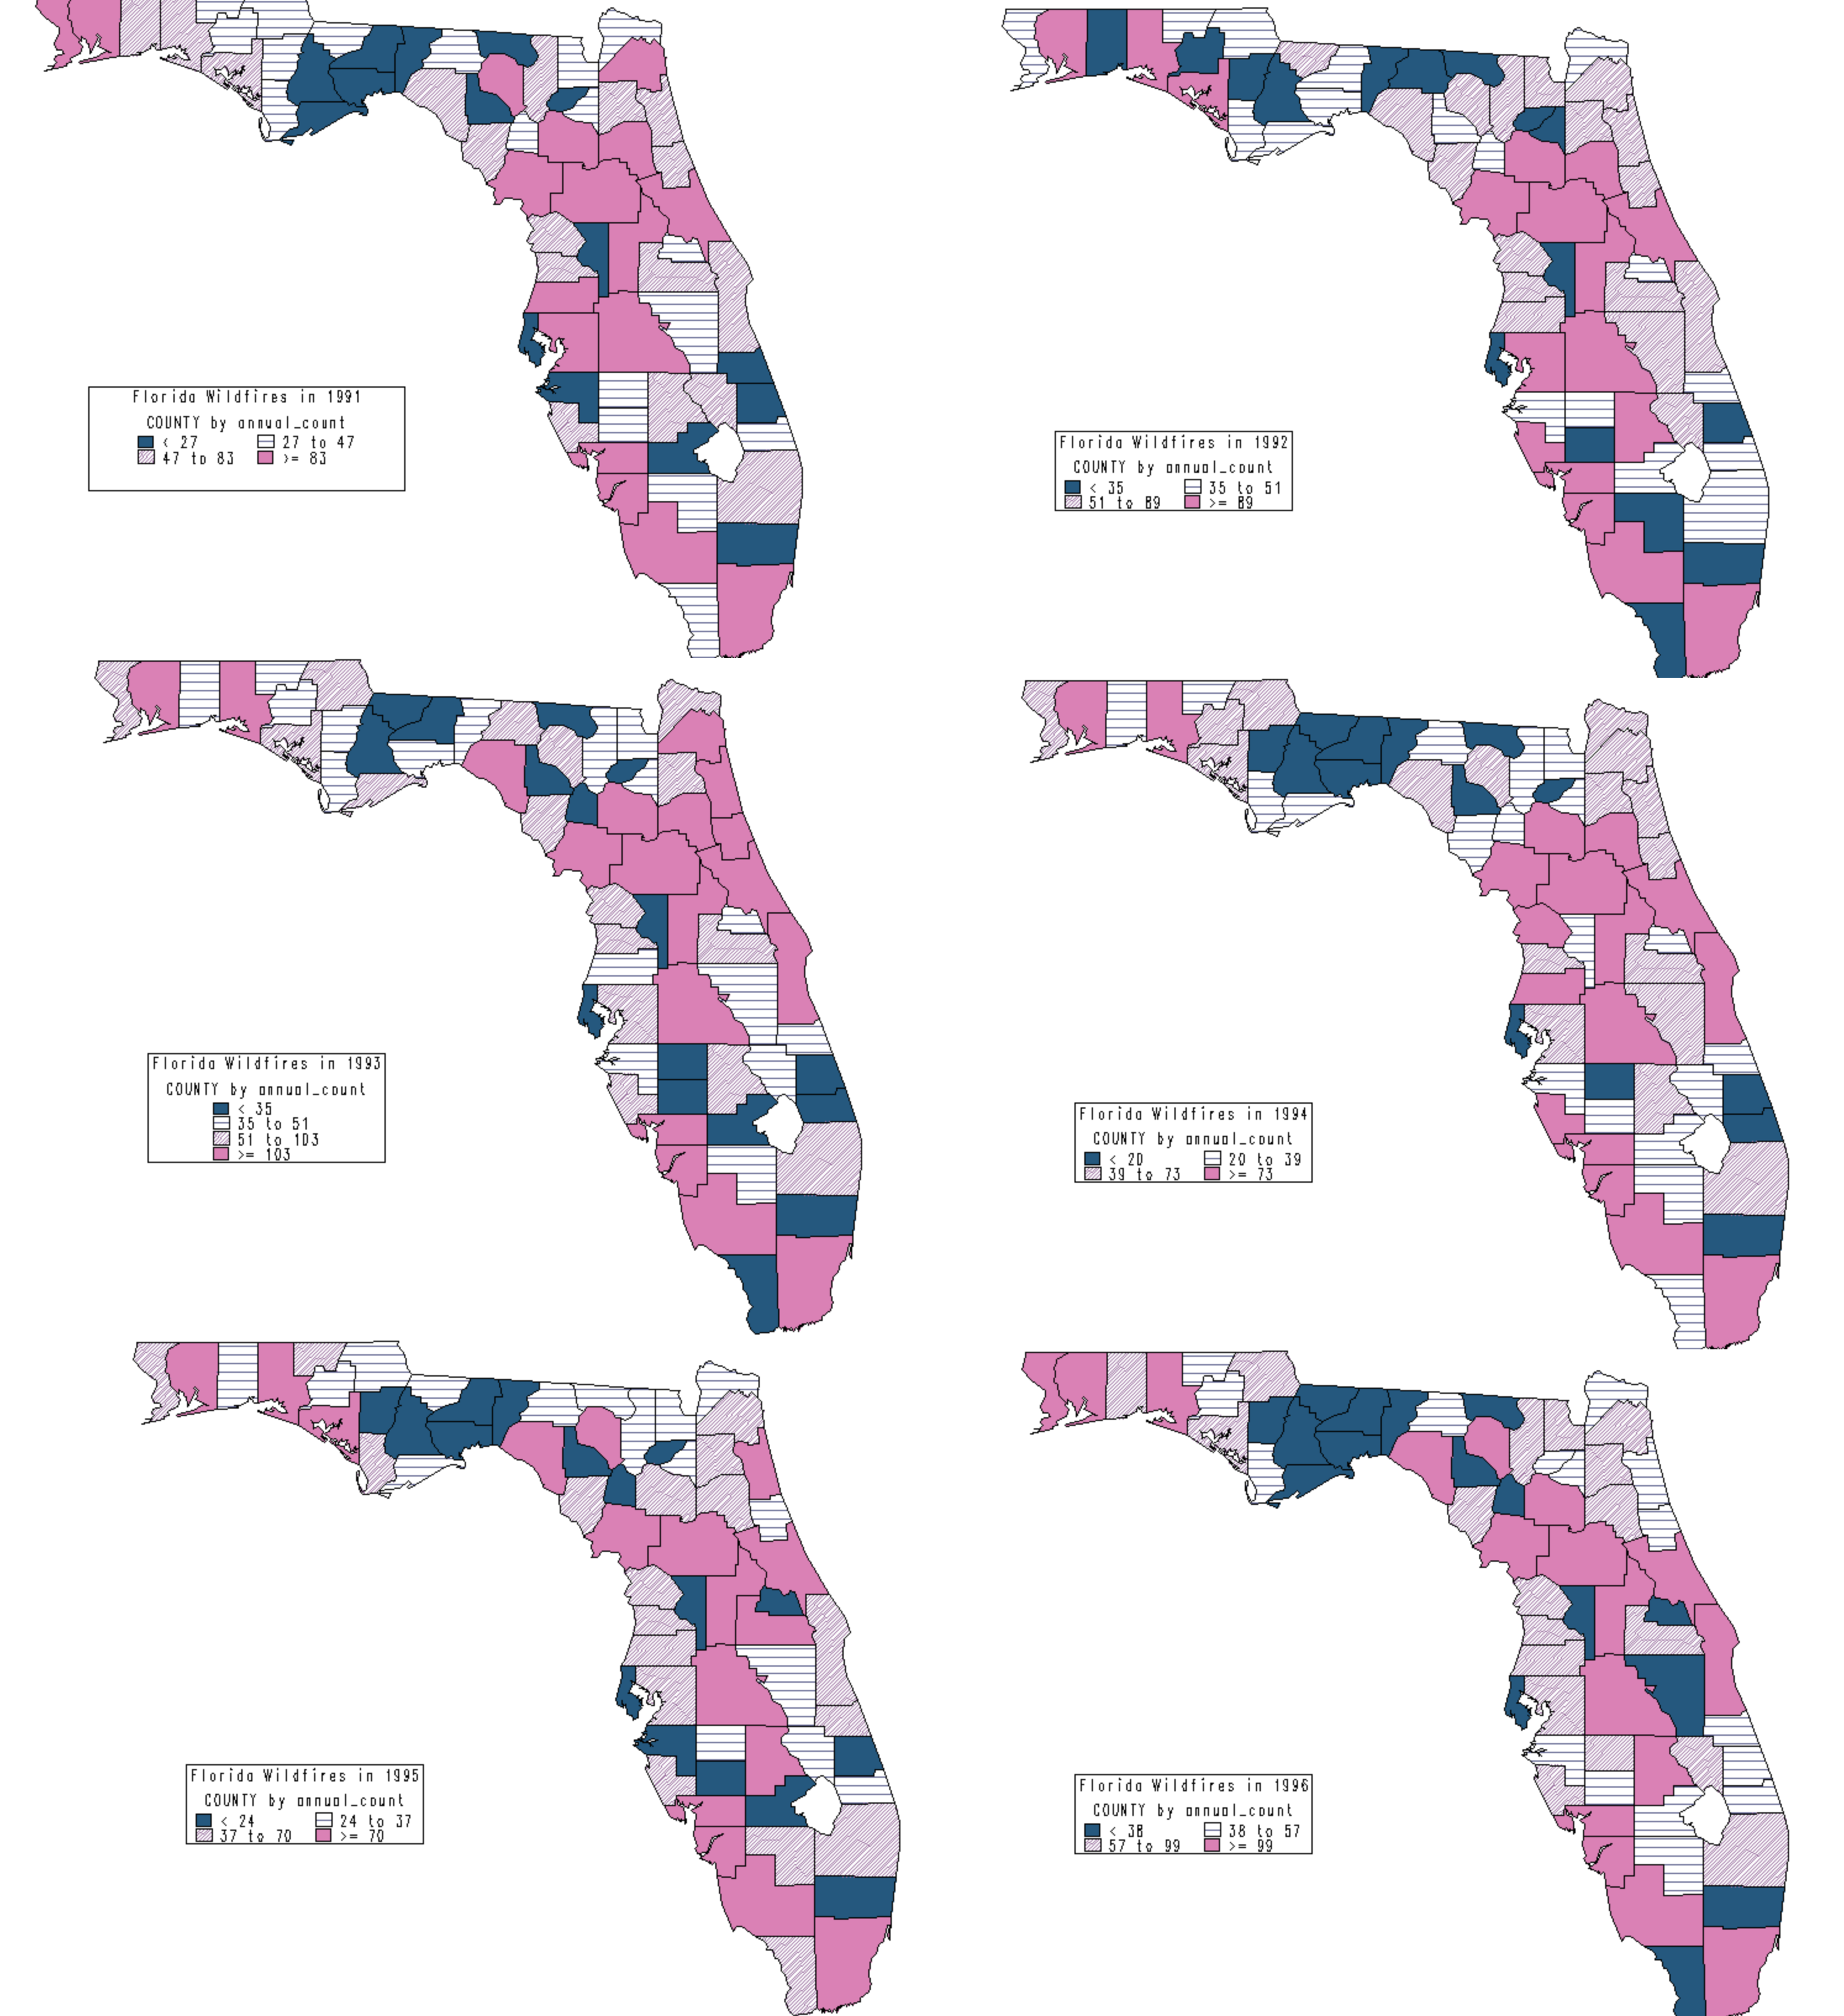 Florida Wildfires in 1991
COUNTY by annual_count
< 27 27 to 47
47 to 83 >= 83
Florida Wildfires in 1992
COUNTY by annual_count
< 35 35 to 51
51 to 89 >= 89
Florida Wildfires in 1993
COUNTY by annual_count
< 35
35 to 51
51 to 103
>= 103
Florida Wildfires in 1994
COUNTY by annual_count
< 20 20 to 39
39 to 73 >= 73
Florida Wildfires in 1995
COUNTY by annual_count
< 24 24 to 37
37 to 70 >= 70
Florida Wildfires in 1996
COUNTY by annual_count
< 38 38 to 57
57 to 99 >= 99